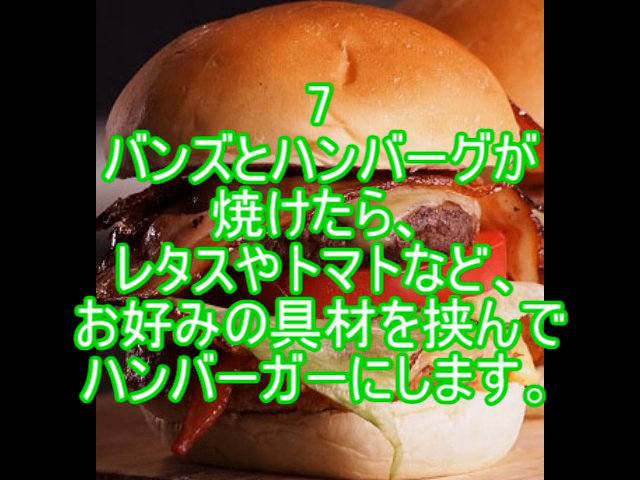 7
バンズとハンバーグが
焼けたら、
レタスやトマトなど、
お好みの具材を挟んで
ハンバーガーにします。